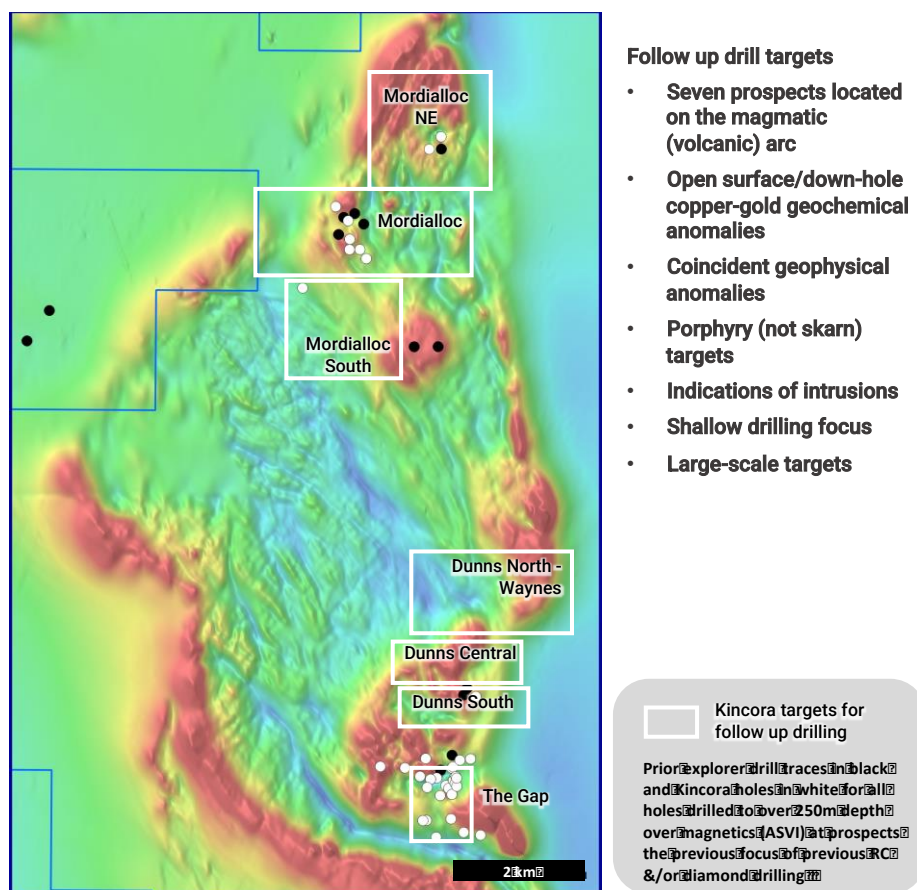 Mordialloc
NE
Mordialloc
Mordialloc
South
Dunns North -
Waynes
Dunns Central
Dunns South
The Gap
2 km
Follow up drill targets
• Seven prospects located
on the magmatic
(volcanic) arc
• Open surface/down-hole
copper-gold geochemical
anomalies
• Coincident geophysical
anomalies
• Porphyry (not skarn)
targets
• Indications of intrusions
• Shallow drilling focus
• Large-scale targets
Kincora targets for
follow up drilling
Prior explorer drill traces in black
and Kincora holes in white for all
holes drilled to over 250m depth
over magnetics (ASVI) at prospects
the previous focus of previous RC
&/or diamond drilling